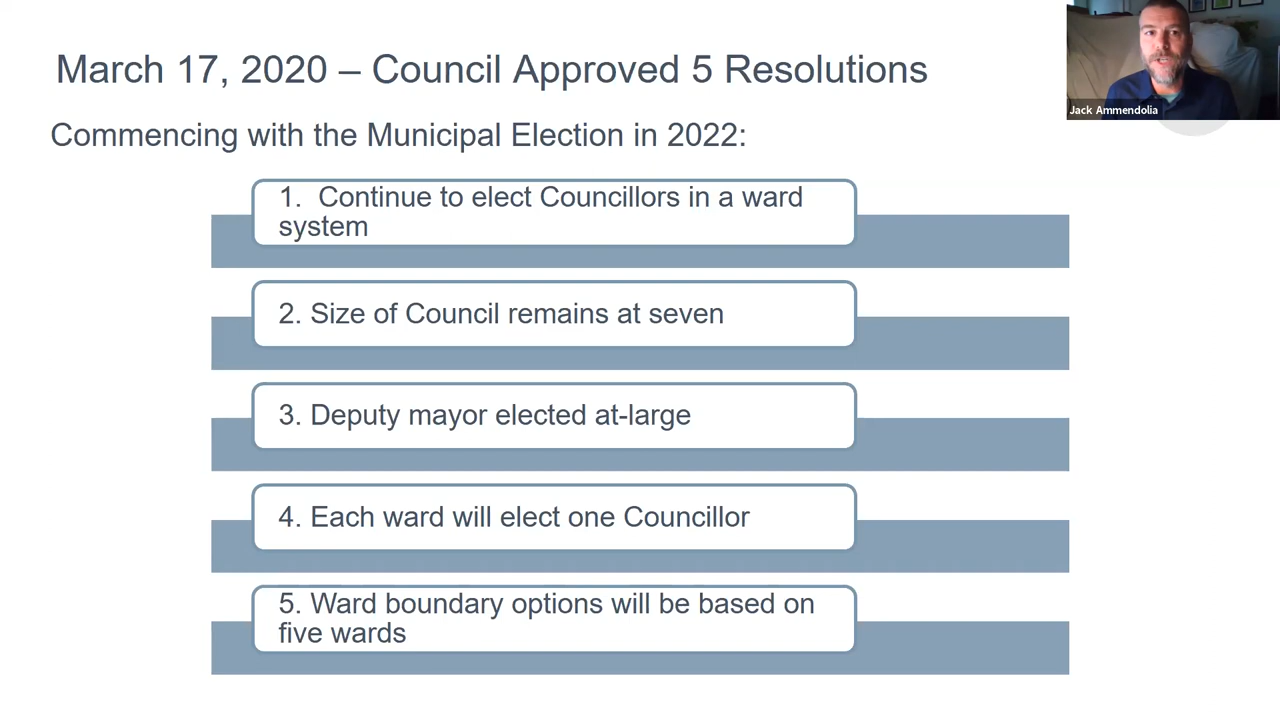 March 17, 2020 – Council Approved 5 Resolutions
Jack Ammendolia
Commencing with the Municipal Election in 2022:
1.  Continue to elect Councillors in a ward
system
2. Size of Council remains at seven
3. Deputy mayor elected at-large
4. Each ward will elect one Councillor
5. Ward boundary options will be based on
five wards